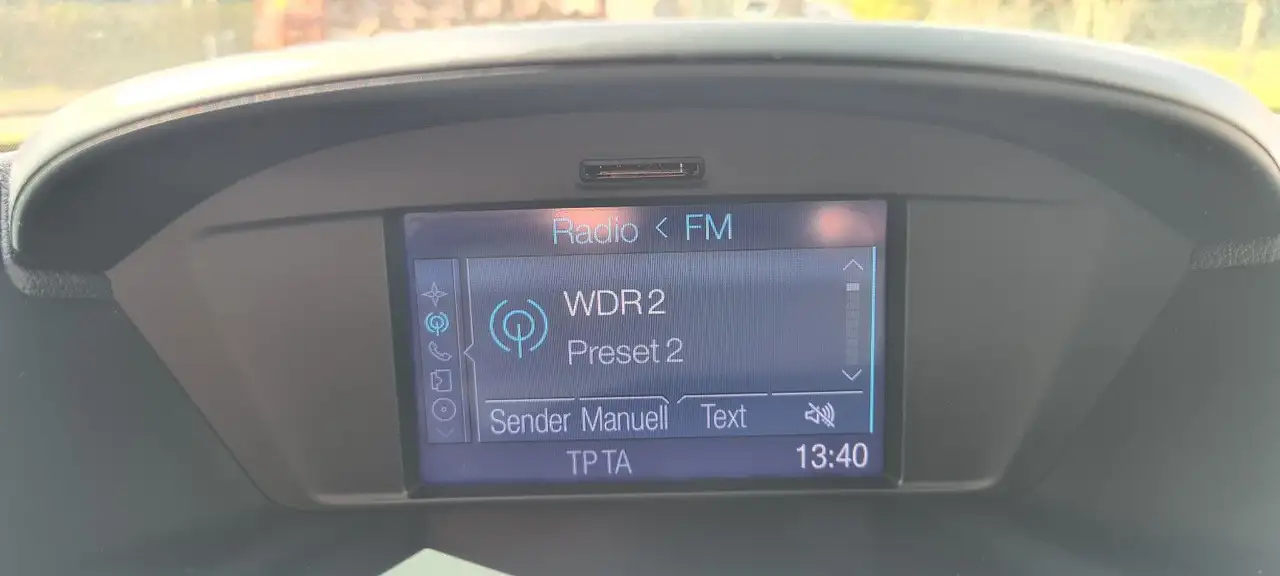 Radio < FM
WDR 2
Preset 2
Sender Manuell Text
TP TA 13:40